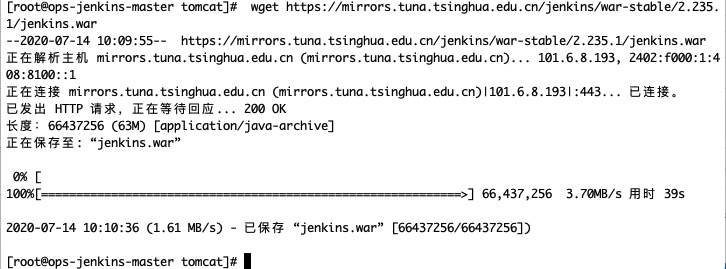 [root@ops-jenkins-master tomcat]#  wget https://mirrors.tuna.tsinghua.edu.cn/jenkins/war-stable/2.235.
1/jenkins.war
--2020-07-14 10:09:55--  https://mirrors.tuna.tsinghua.edu.cn/jenkins/war-stable/2.235.1/jenkins.war
正在解析主机 mirrors.tuna.tsinghua.edu.cn (mirrors.tuna.tsinghua.edu.cn)... 101.6.8.193, 2402:f000:1:4
08:8100::1
正在连接 mirrors.tuna.tsinghua.edu.cn (mirrors.tuna.tsinghua.edu.cn)|101.6.8.193|:443... 已连接。
已发出 HTTP 请求，正在等待回应... 200 OK
长度：66437256 (63M) [application/java-archive]
正在保存至: “jenkins.war”
0% [
100%[============================================================>] 66,437,256  3.70MB/s 用时 39s
2020-07-14 10:10:36 (1.61 MB/s) - 已保存 “jenkins.war” [66437256/66437256])
[root@ops-jenkins-master tomcat]#